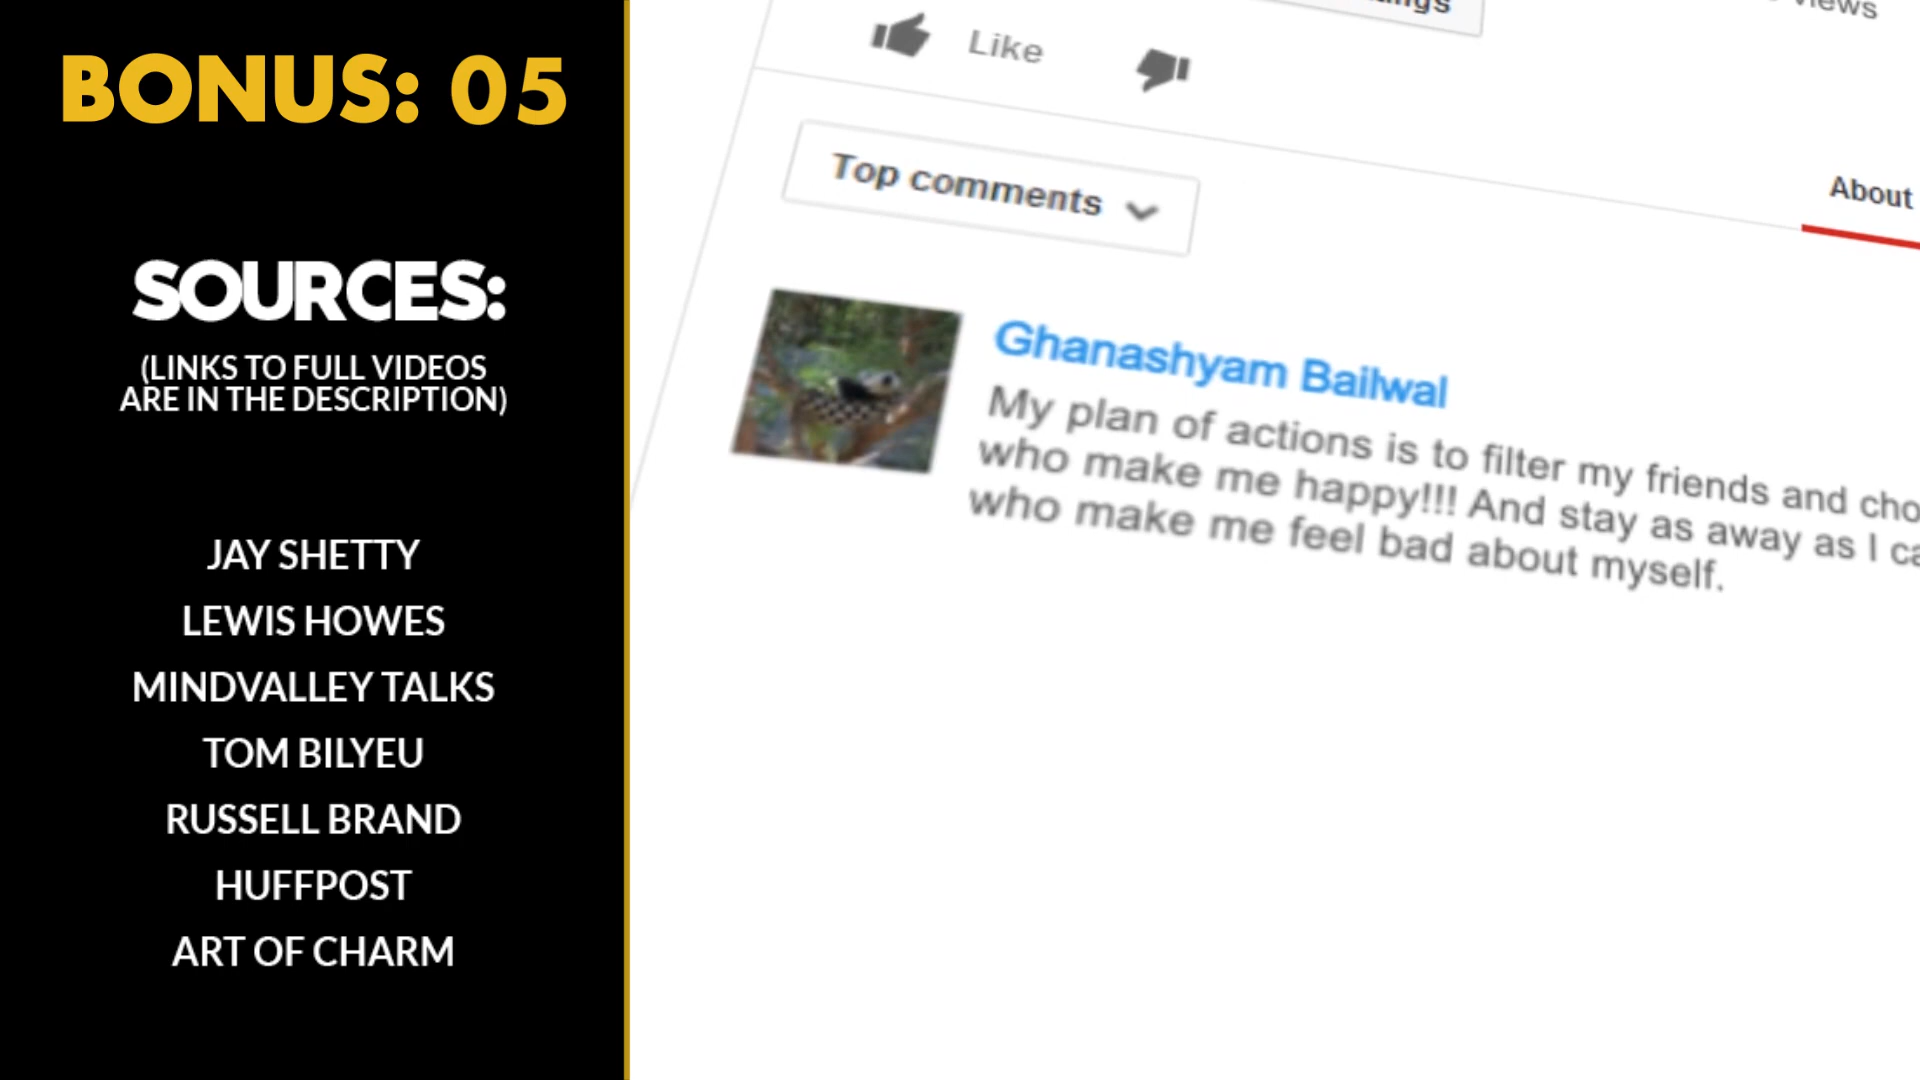 BONUS: 05
SOURCES:
(LINKS TO FULL VIDEOS
ARE IN THE DESCRIPTION)
JAY SHETTY
LEWIS HOWES
MINDVALLEY TALKS
TOM BILYEU
RUSSELL BRAND
HUFFPOST
ART OF CHARM
views
Like
About
Top comments
Ghanashyam Bailwal
My plan of actions is to filter my friends and
who make me happy!!! And stay as away as I
who make me feel bad about myself.